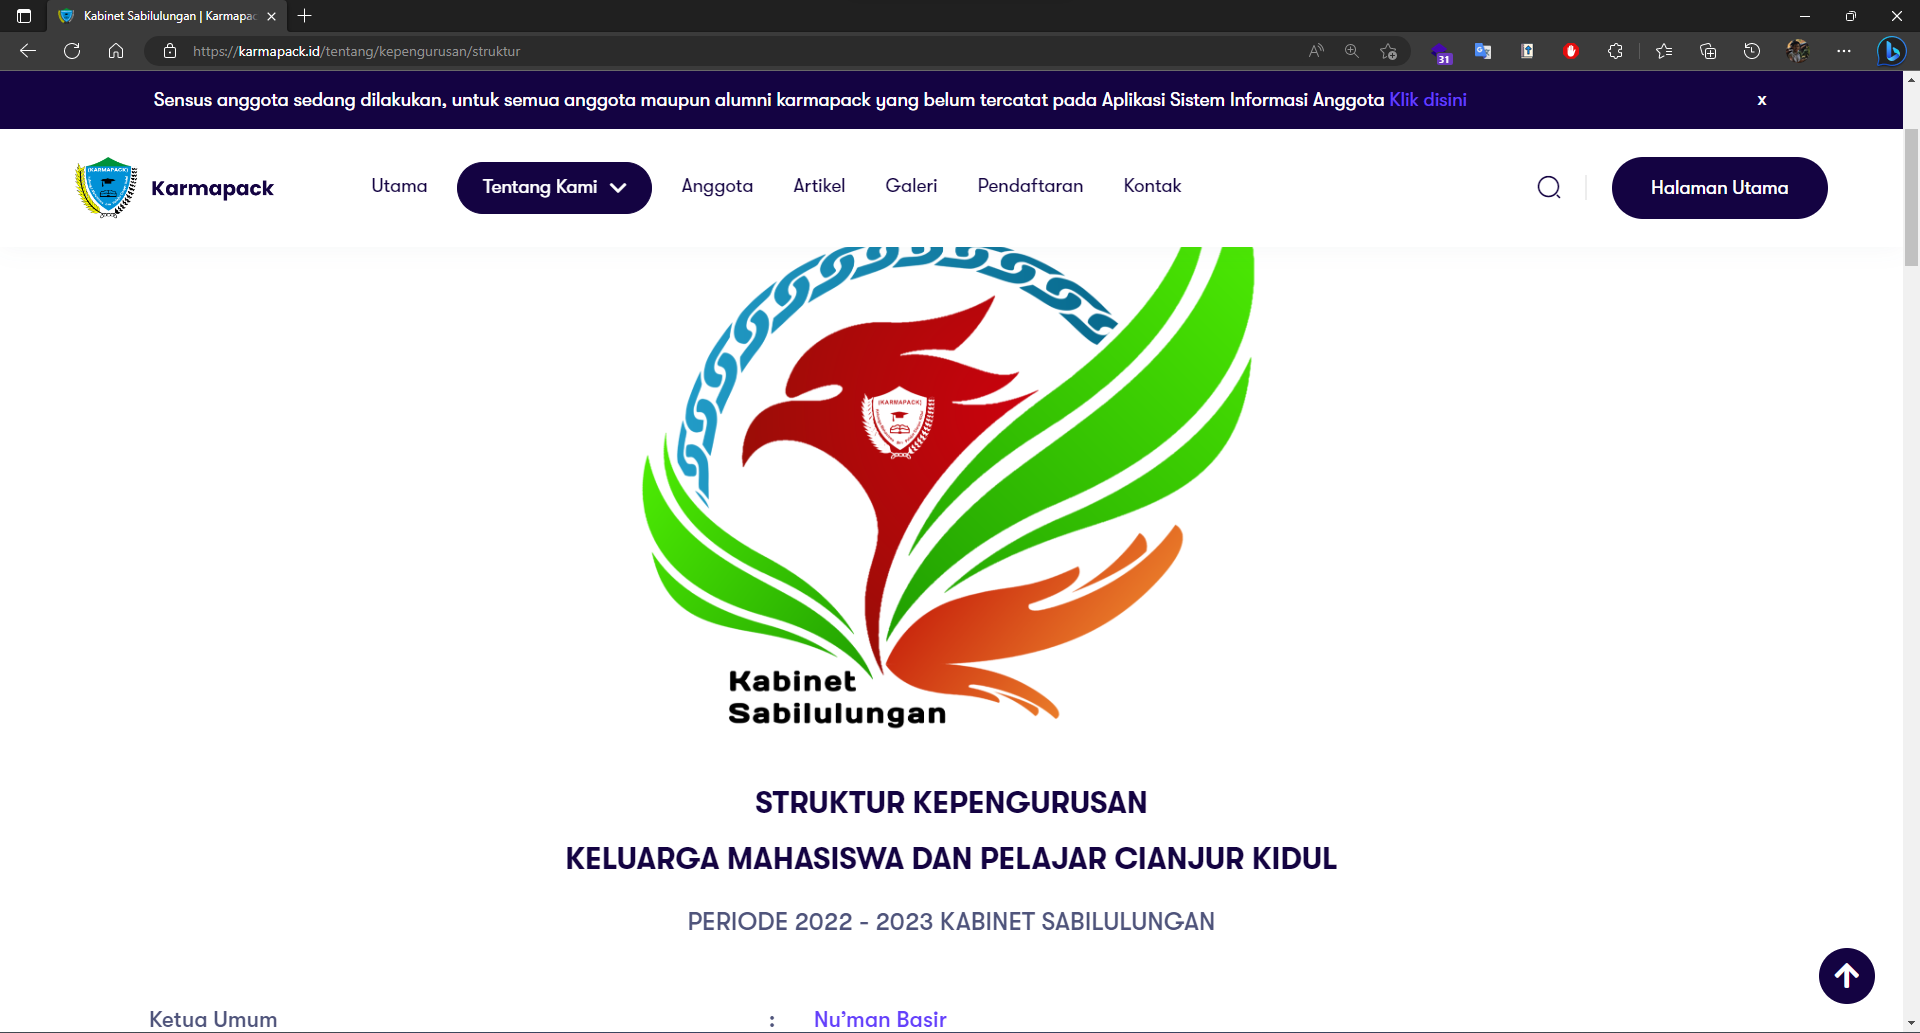 Kabinet Sabilulungan | Karmapac
https://karmapack.id/tentang/kepengurusan/struktur
31
Sensus anggota sedang dilakukan, untuk semua anggota maupun alumni karmapack yang belum tercatat pada Aplikasi Sistem Informasi Anggota Klik disini
x
Karmapack
Utama
Tentang Kami
Anggota
Artikel
Galeri
Pendaftaran
Kontak
Halaman Utama
(KARMAPACK)
Kabinet
Sabilulungan
STRUKTUR KEPENGURUSAN
KELUARGA MAHASISWA DAN PELAJAR CIANJUR KIDUL
PERIODE 2022 - 2023 KABINET SABILULUNGAN
Ketua Umum : Nu’man Basir